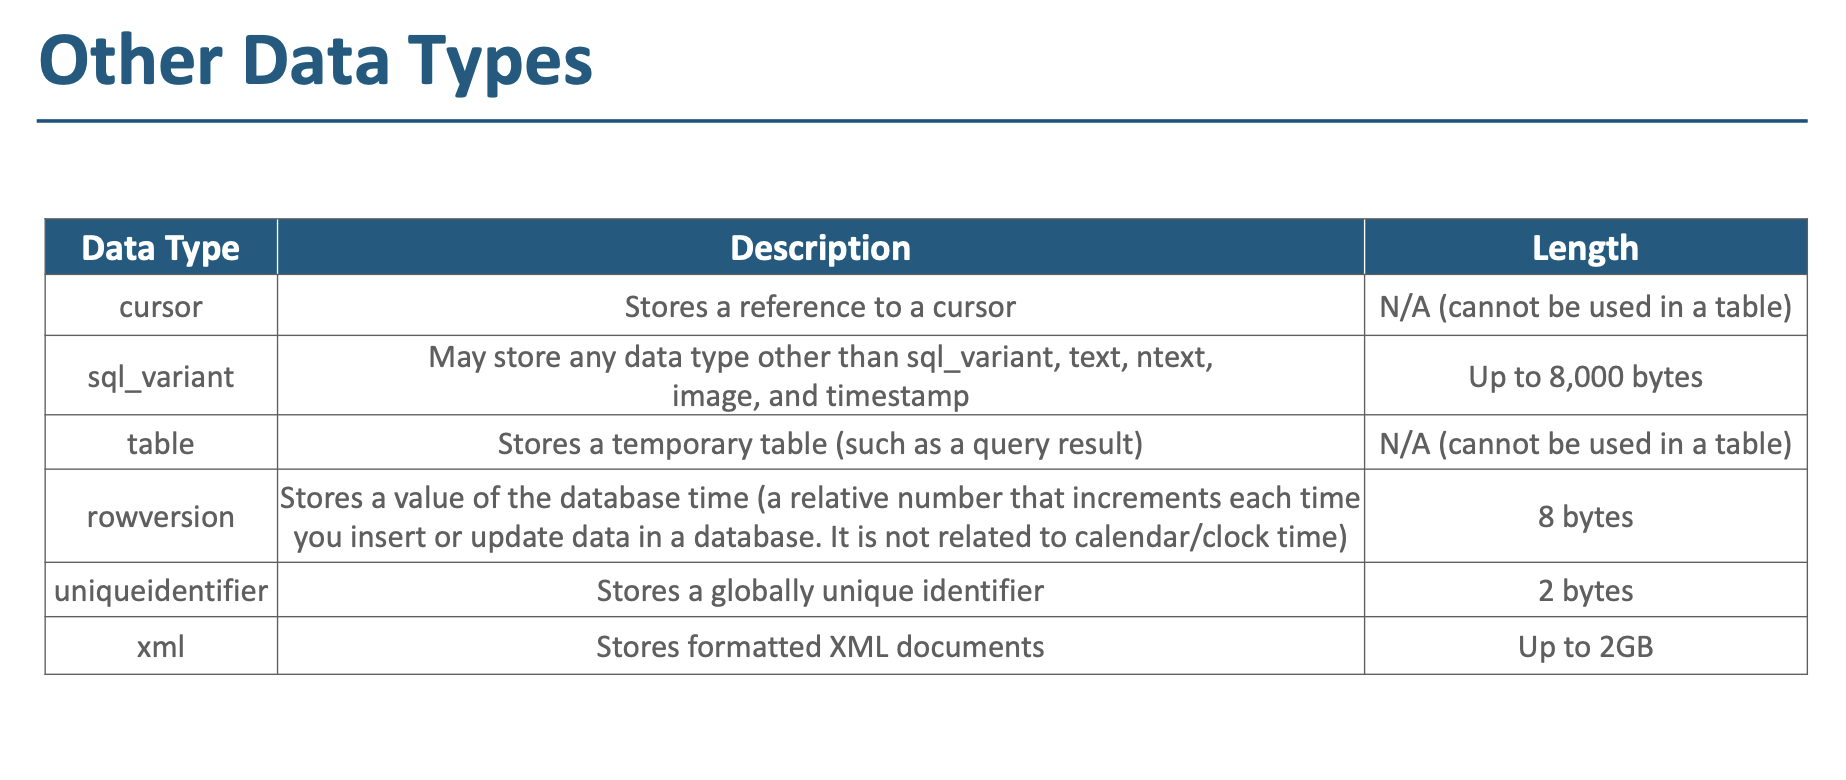 Other Data Types
Data Type Description Length
cursor Stores a reference to a cursor N/A (cannot be used in a table)
sql_variant May store any data type other than sql_variant, text, ntext,
image, and timestamp Up to 8,000 bytes
table Stores a temporary table (such as a query result) N/A (cannot be used in a table)
rowversion Stores a value of the database time (a relative number that increments each time
you insert or update data in a database. It is not related to calendar/clock time) 8 bytes
uniqueidentifier Stores a globally unique identifier 2 bytes
xml Stores formatted XML documents Up to 2GB